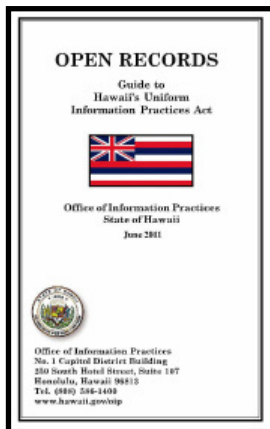 OPEN RECORDS
Guide to
Hawaii's Uniform
Information Practices Act
Office of Information Practices
State of Hawaii
June 2011
Office of Information Practices
No. 1 Capitol District Building
250 South Hotel Street, Suite 107
Honolulu, Hawaii 96813
Tel. (808) 586-1400
www.hawaii.gov/oip